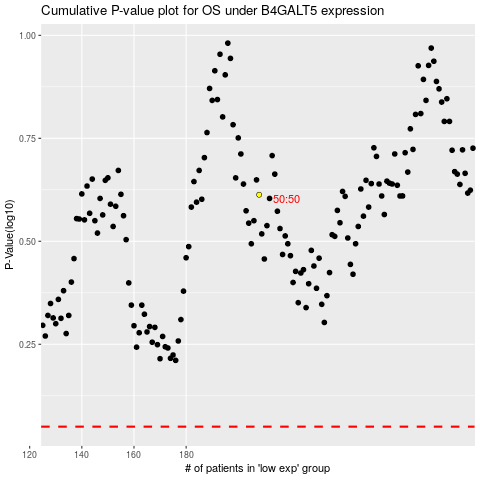 Cumulative P-value plot for OS under B4GALT5 expression
P-Value(log10)
1.00
0.75
0.50
0.25
50:50
120 140 160 180
# of patients in 'low exp' group